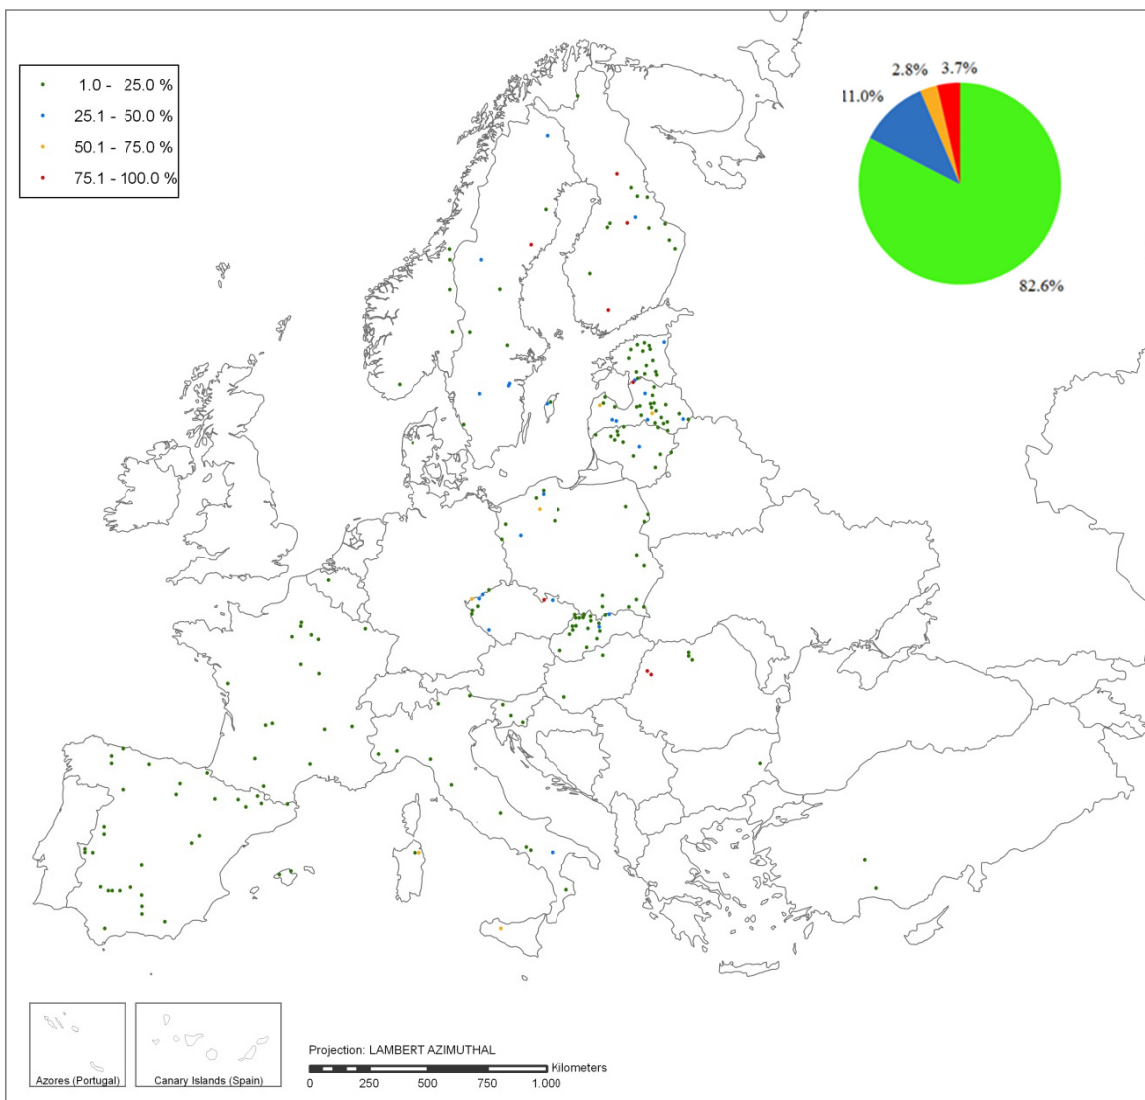 1.0 - 25.0 %
25.1 - 50.0 %
50.1 - 75.0 %
75.1 - 100.0 %
2.8%
3.7%
11.0%
82.6%
Azores (Portugal)
Canary Islands (Spain)
Projection: LAMBERT AZIMUTHAL
Kilometers
0 250 500 750 1.000